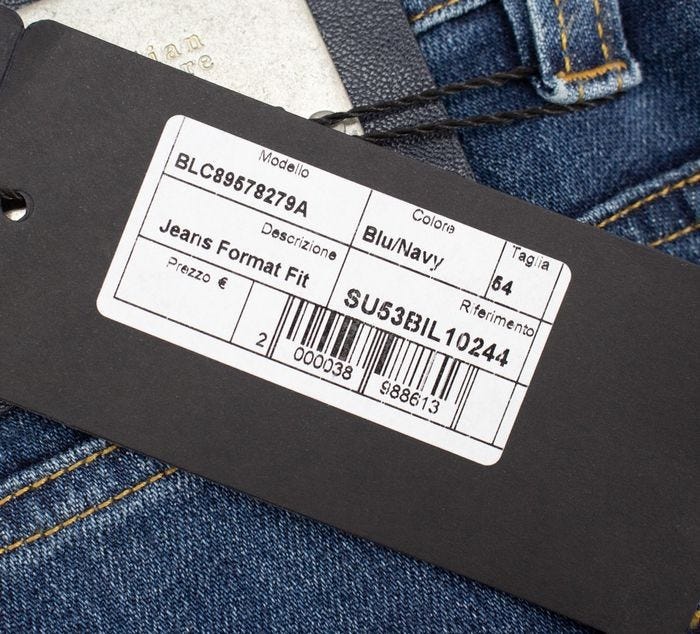 Modello
BLC89578279A
Colore
Blu/Navy
Taglia
54
Descrizione
Jeans Format Fit
Riferimento
SU53BIL10244
Prezzo €
2 000038 988613